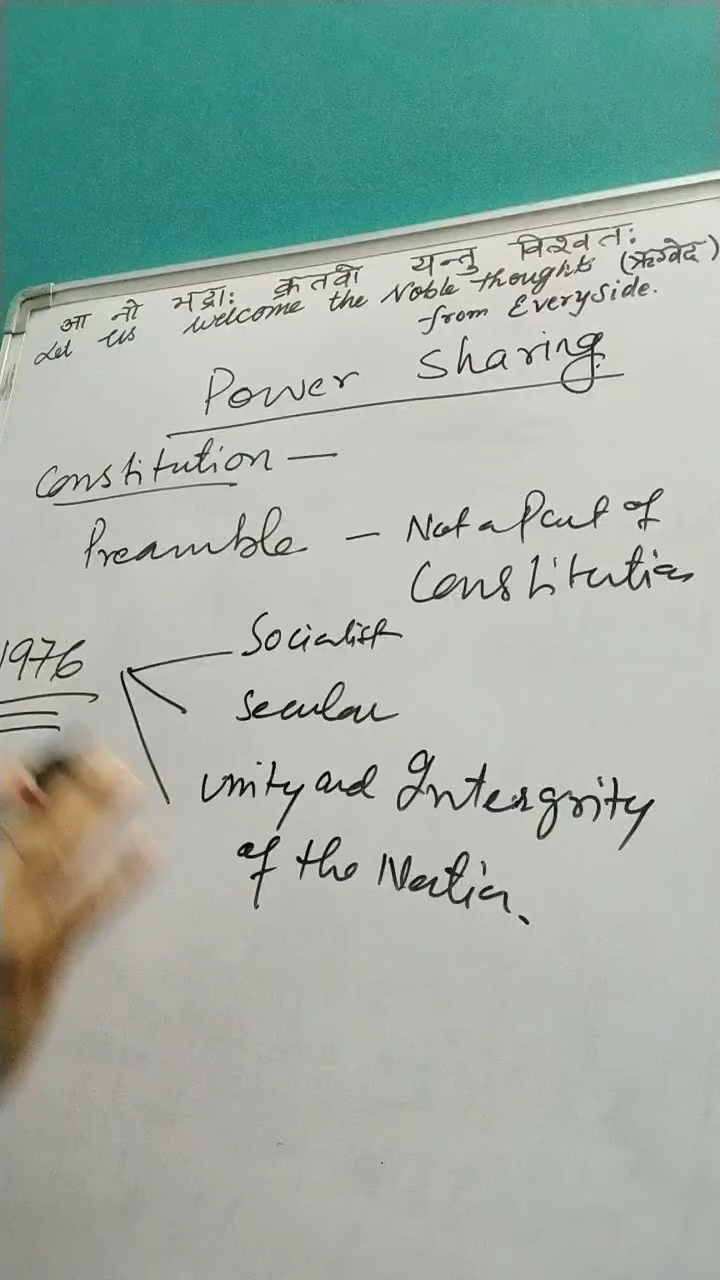 आ नो भद्राः क्रतवो यन्तु विश्वतः
Let us welcome the Noble thoughts (ऋग्वेद)
from Everyside.
Power Sharing
Constitution —
Preamble — Not a Part of
Constitution
1976
Socialist
Secular
Unity and Intergrity
of the Nation.